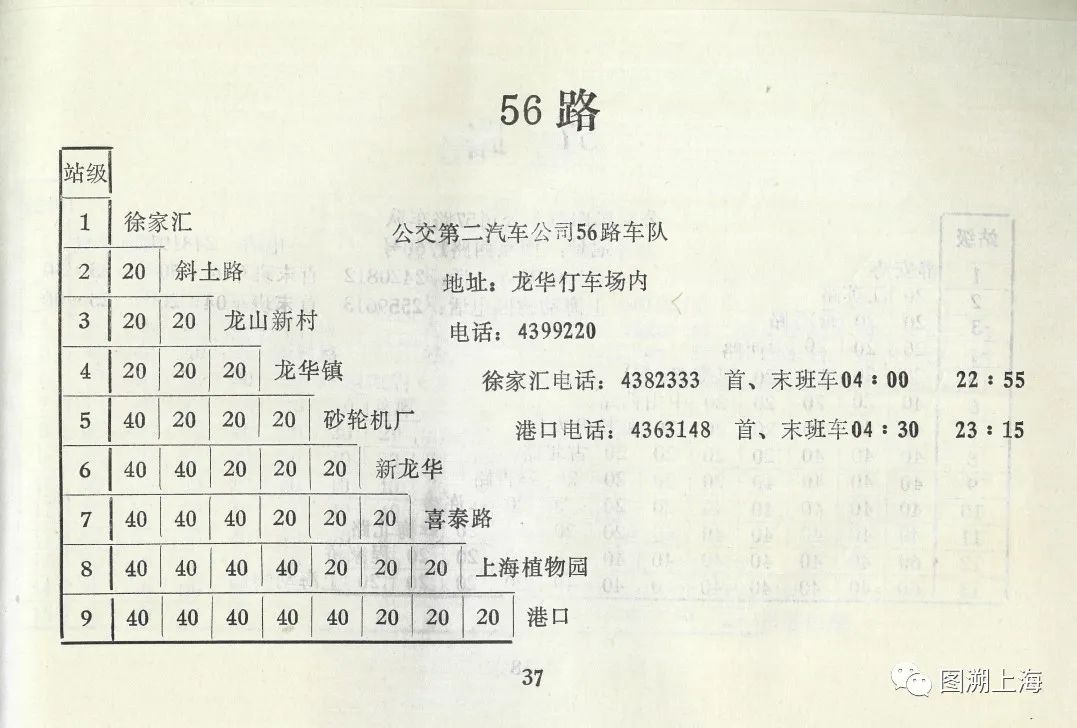 56路
站级
1 徐家汇
公交第二汽车公司56路车队
2 20 斜土路
地址：龙华仃车场内
3 20 20 龙山新村
电话：4399220
4 20 20 20 龙华镇
徐家汇电话：4382333 首、末班车04：00 22：55
5 40 20 20 20 砂轮机厂
港口电话：4363148 首、末班车04：30 23：15
6 40 40 20 20 20 新龙华
7 40 40 40 20 20 20 喜泰路
8 40 40 40 40 20 20 20 上海植物园
9 40 40 40 40 40 20 20 20 港口
37
图溯上海